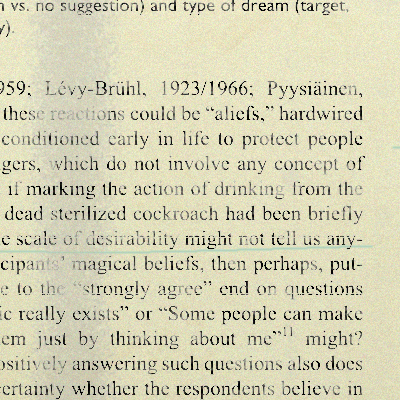 vs. no suggestion) and type of dream (target,
y).
959; Lévy-Brühl, 1923/1966; Pyysiäinen,
these reactions could be “aliefs,” hardwired
conditioned early in life to protect people
gers, which do not involve any concept of
if marking the action of drinking from the
dead sterilized cockroach had been briefly
e scale of desirability might not tell us any-
cipants’ magical beliefs, then perhaps, put-
e to the “strongly agree” end on questions
ic really exists” or “Some people can make
em just by thinking about me”11 might?
ositively answering such questions also does
certainty whether the respondents believe in